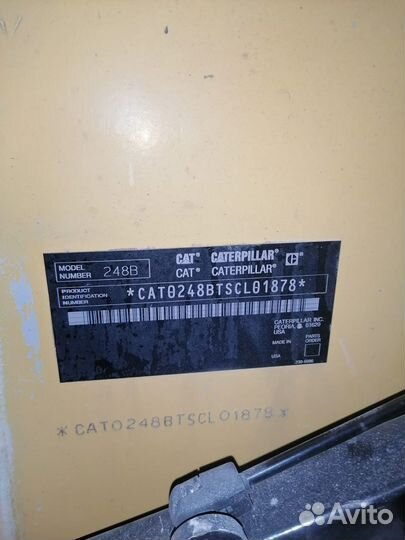 MODEL NUMBER 248B
CAT CATERPILLAR
CAT® CATERPILLAR
PRODUCT IDENTIFICATION NUMBER *CAT0248BTSCL01878*
CATERPILLAR INC.
PEORIA, IL 61629
USA
MADE IN
USA
PARTS ORDER
*CAT0248BTSCL01878*
Avito